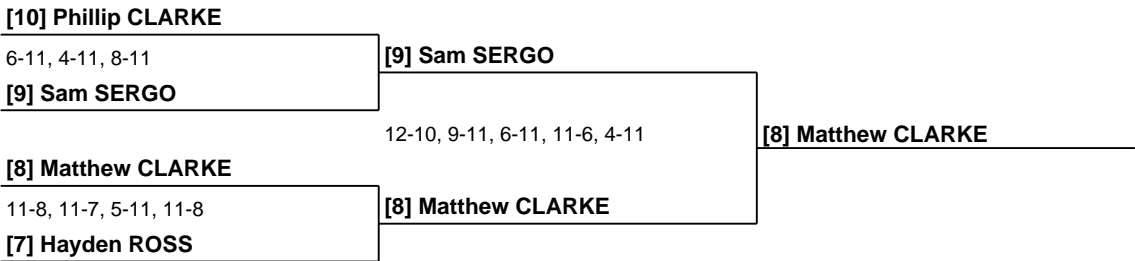 [10] Phillip CLARKE
6-11, 4-11, 8-11
[9] Sam SERGO
[9] Sam SERGO
12-10, 9-11, 6-11, 11-6, 4-11
[8] Matthew CLARKE
[8] Matthew CLARKE
11-8, 11-7, 5-11, 11-8
[8] Matthew CLARKE
[7] Hayden ROSS